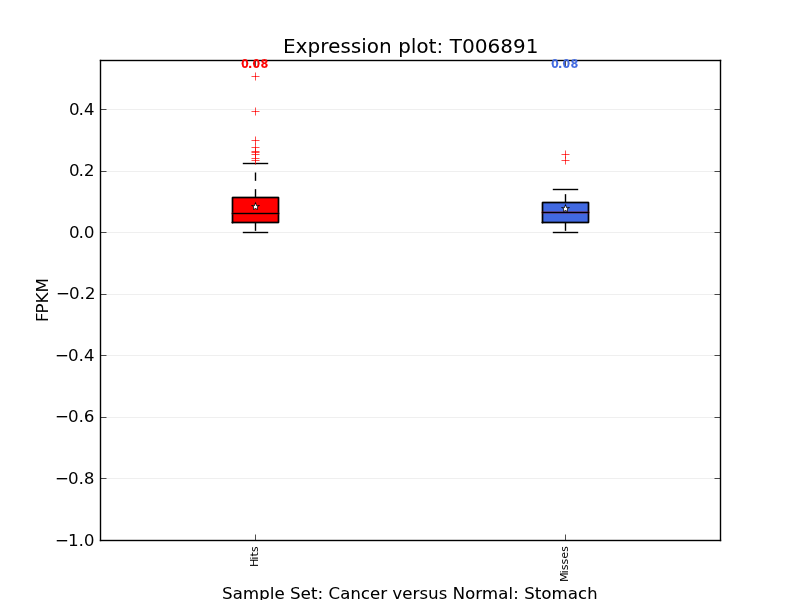 Expression plot: T006891
0.08 0.08
0.4
0.2
0.0
−0.2
−0.4
−0.6
−0.8
−1.0
FPKM
Hits Misses
Sample Set: Cancer versus Normal: Stomach